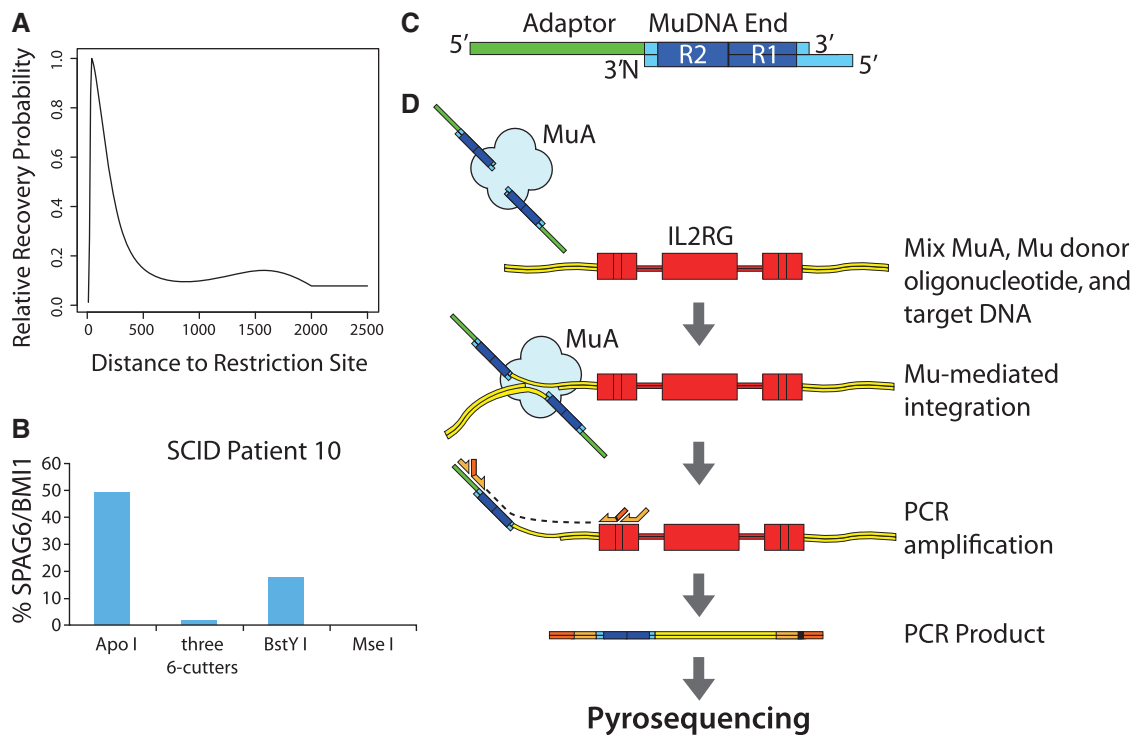 A
Relative Recovery Probability
1.0
0.8
0.6
0.4
0.2
0.0
0 500 1000 1500 2000 2500
Distance to Restriction Site
B
SCID Patient 10
% SPAG6/BMI1
60
50
40
30
20
10
0
Apo I three BstY I Mse I
6-cutters
C
Adaptor MuDNA End
5′ R2 R1 3′
3′N 5′
D
MuA
IL2RG
Mix MuA, Mu donor
oligonucleotide, and
target DNA
MuA
Mu-mediated
integration
PCR
amplification
PCR Product
Pyrosequencing